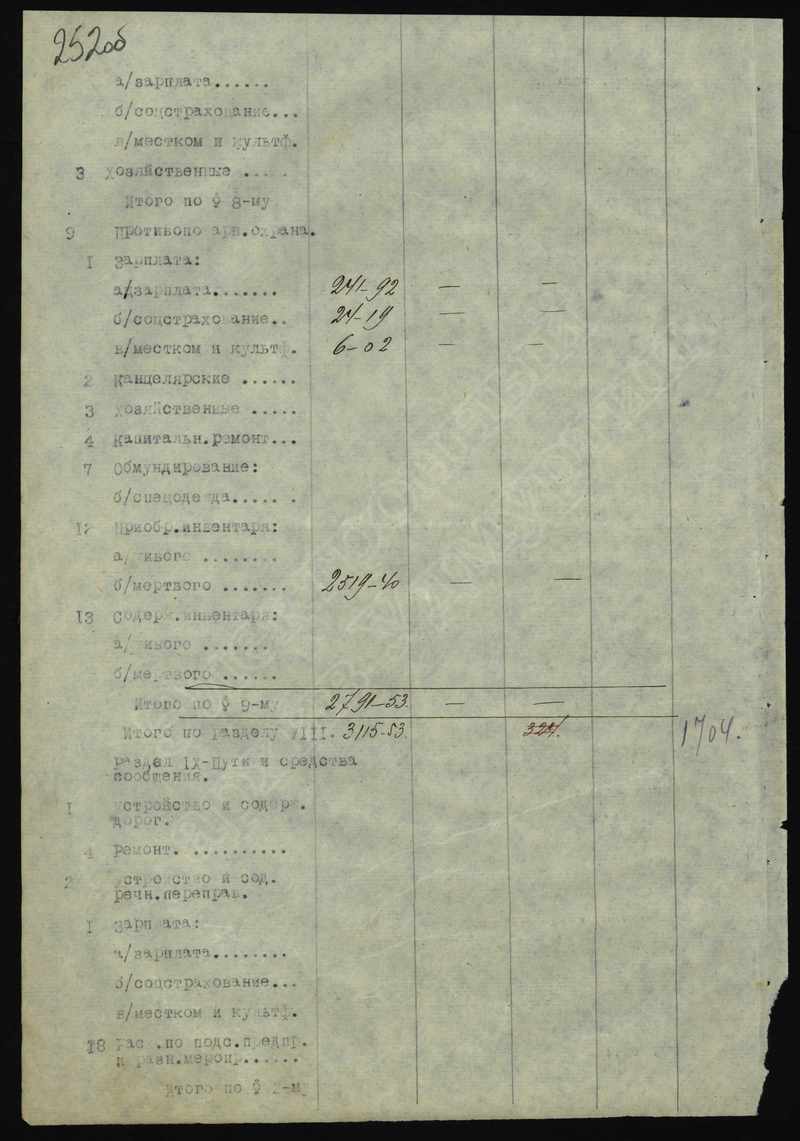 252об
а/зарплата......
б/соцстрахование...
в/местком и культф.
3 хозяйственные ....
Итого по § 8-му
9 Противопожарн.охрана.
I Зарплата:
а/зарплата....... 241-92 — —
б/соцстрахование.. 24-19 — —
в/местком и культф. 6-02 — —
2 Канцелярские ......
3 хозяйственные .....
4 Капитальн.ремонт...
7 Обмундирование:
б/спецодежда...... .
12 Приобр.инвентаря:
а/живого ........
б/мертвого ....... 2519-40 — —
13 Содерж.инвентаря:
а/живого .......
б/мертвого ......
Итого по § 9-му 2791-53 — —
Итого по разделу VIII. 3115-53 324. 1704.
раздел IX-Пути и средства
сообщения.
I устройство и содерж.
дорог.
4 ремонт. ..........
2 устройство и сод.
речн.переправ.
I Зарплата:
а/зарплата........
б/соцстрахование...
в/местком и культф.
18 Расх.по подс.предпр.
и разн.меропр......
Итого по § 2-му